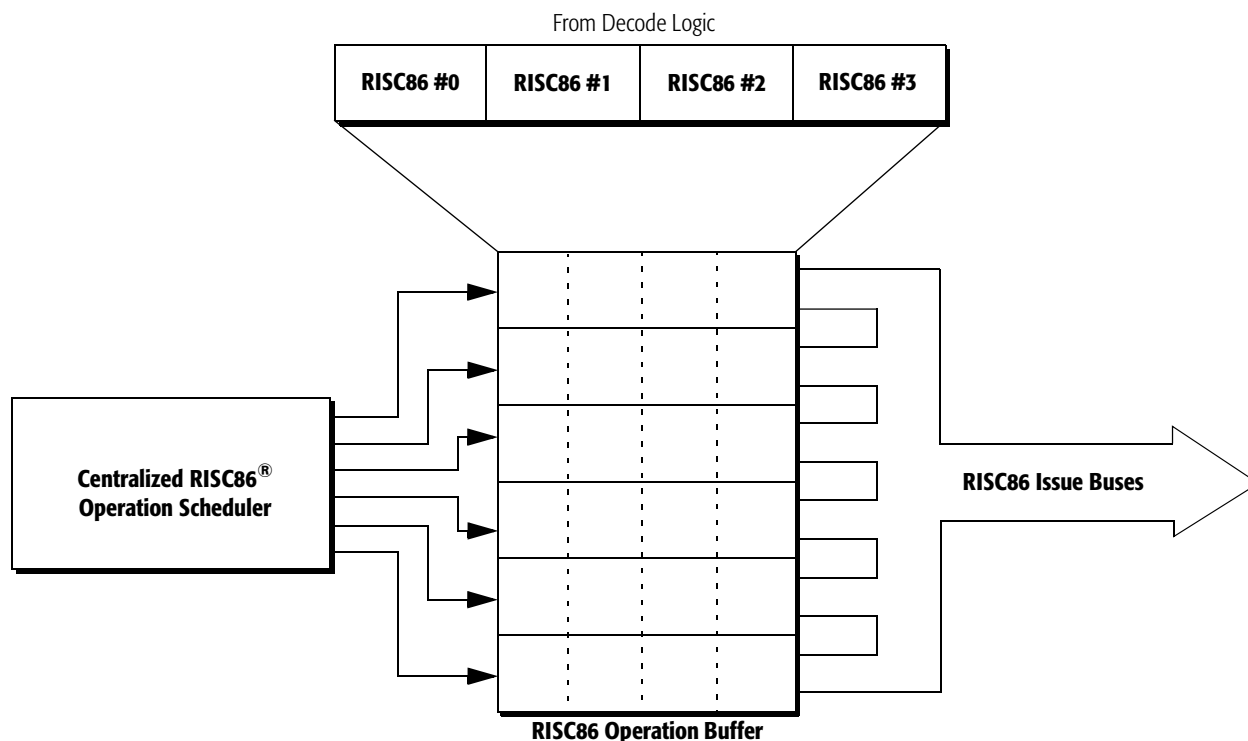 From Decode Logic
RISC86 #0 RISC86 #1 RISC86 #2 RISC86 #3
Centralized RISC86®
Operation Scheduler
RISC86 Issue Buses
RISC86 Operation Buffer